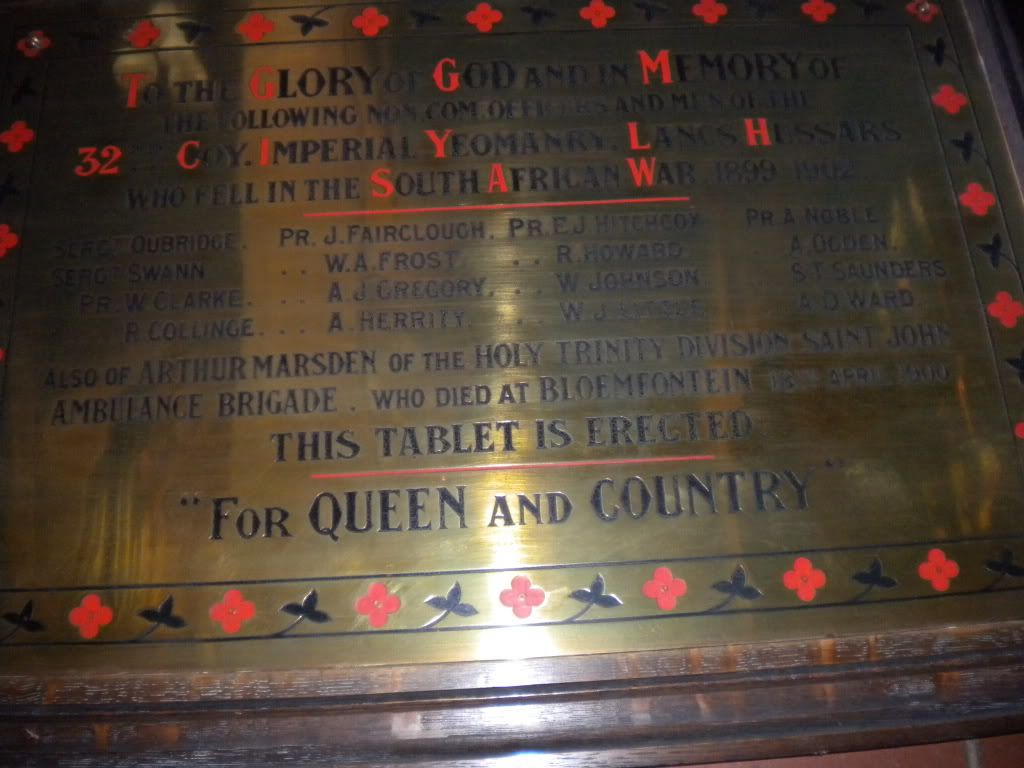 TO THE GLORY OF GOD AND IN MEMORY OF
THE FOLLOWING NON.COM.OFFICERS AND MEN OF THE
32ND COY. IMPERIAL YEOMANRY. LANCS HUSSARS
WHO FELL IN THE SOUTH AFRICAN WAR 1899 1902
SERGT OUBRIDGE. PR. J. FAIRCLOUGH. PR. E.J HITCHCOX PR. A. NOBLE
SERGT SWANN .. W.A. FROST .. R. HOWARD .. A. OGDEN.
PR. W. CLARKE. .. A.J. GREGORY. .. W. JOHNSON. .. S.T. SAUNDERS
.. R. COLLINGE. .. A. HERRITY. .. W.J. .. A.D. WARD.
ALSO OF ARTHUR MARSDEN OF THE HOLY TRINITY DIVISION SAINT JOHN
AMBULANCE BRIGADE. WHO DIED AT BLOEMFONTEIN 18TH APRIL 1900
THIS TABLET IS ERECTED
"FOR QUEEN AND COUNTRY"